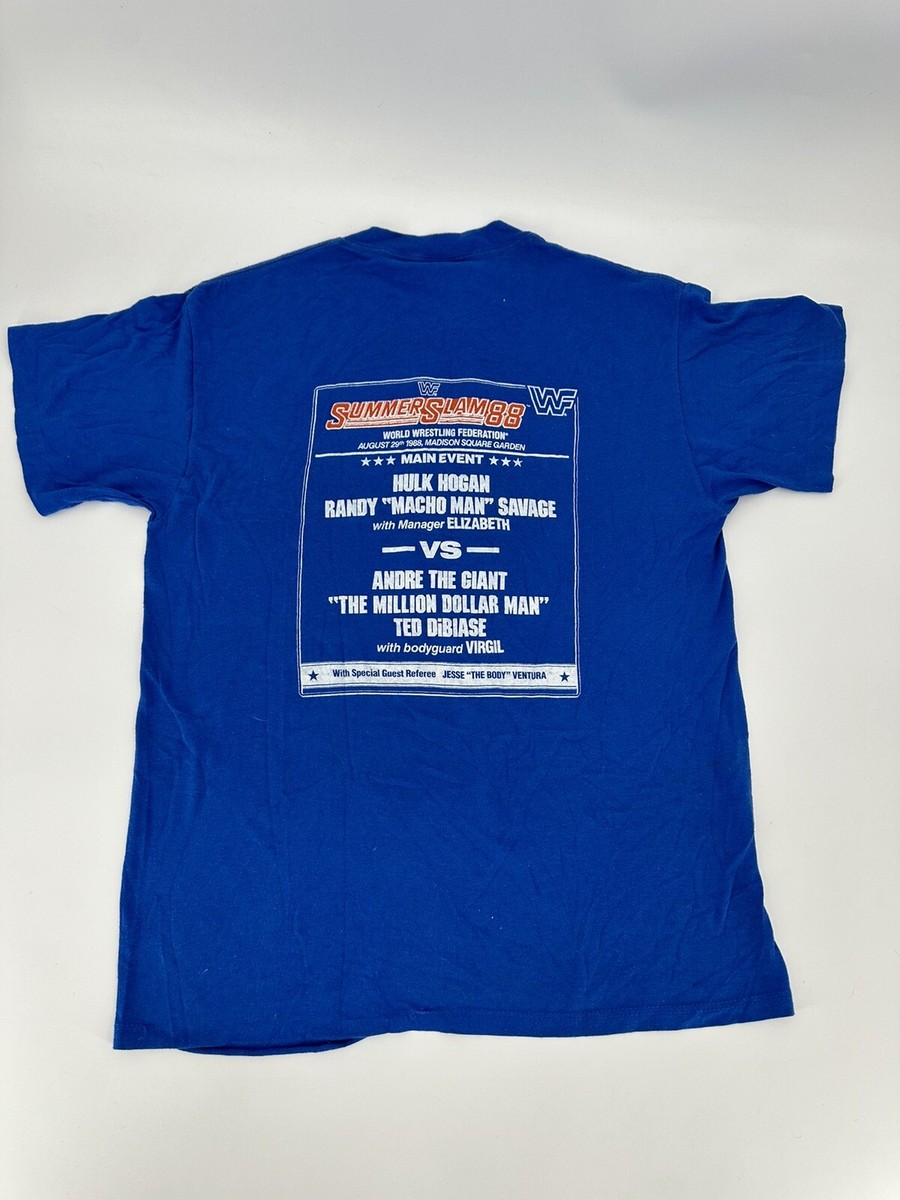 WF
SUMMERSLAM88™ WF
WORLD WRESTLING FEDERATION®
AUGUST 29th 1988, MADISON SQUARE GARDEN
★★★ MAIN EVENT ★★★
HULK HOGAN
RANDY "MACHO MAN" SAVAGE
with Manager ELIZABETH
— VS —
ANDRE THE GIANT
"THE MILLION DOLLAR MAN"
TED DiBIASE
with bodyguard VIRGIL
★ With Special Guest Referee JESSE "THE BODY" VENTURA ★